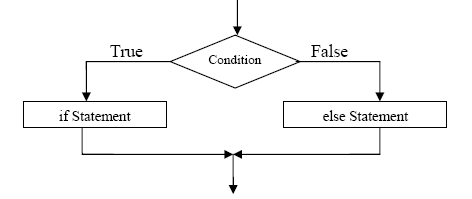 True
Condition
False
if Statement
else Statement